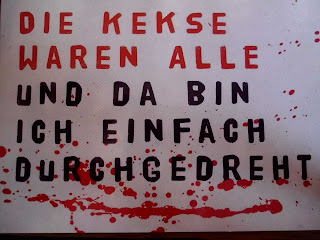 DIE KEKSE
WAREN ALLE
UND DA BIN
ICH EINFACH
DURCHGEDREHT